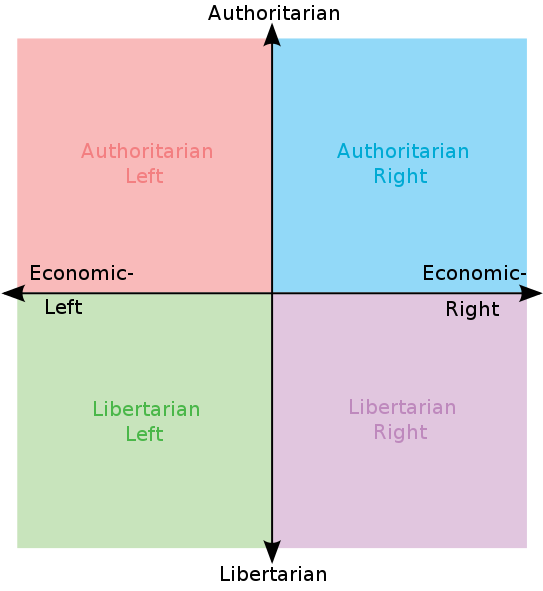 Authoritarian
Authoritarian
Left
Authoritarian
Right
Economic-
Left
Economic-
Right
Libertarian
Left
Libertarian
Right
Libertarian